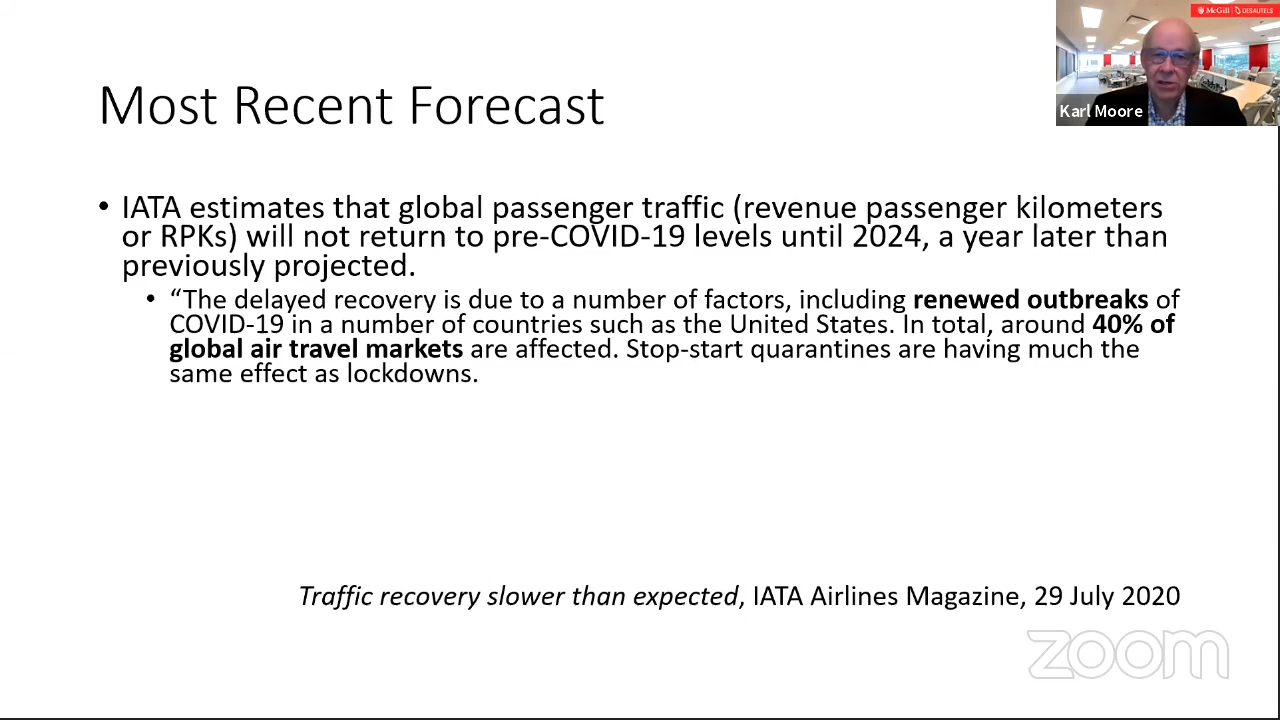 McGill DESAUTELS
Karl Moore
Most Recent Forecast
• IATA estimates that global passenger traffic (revenue passenger kilometers
or RPKs) will not return to pre-COVID-19 levels until 2024, a year later than
previously projected.
• “The delayed recovery is due to a number of factors, including renewed outbreaks of
COVID-19 in a number of countries such as the United States. In total, around 40% of
global air travel markets are affected. Stop-start quarantines are having much the
same effect as lockdowns.
Traffic recovery slower than expected, IATA Airlines Magazine, 29 July 2020
zoom